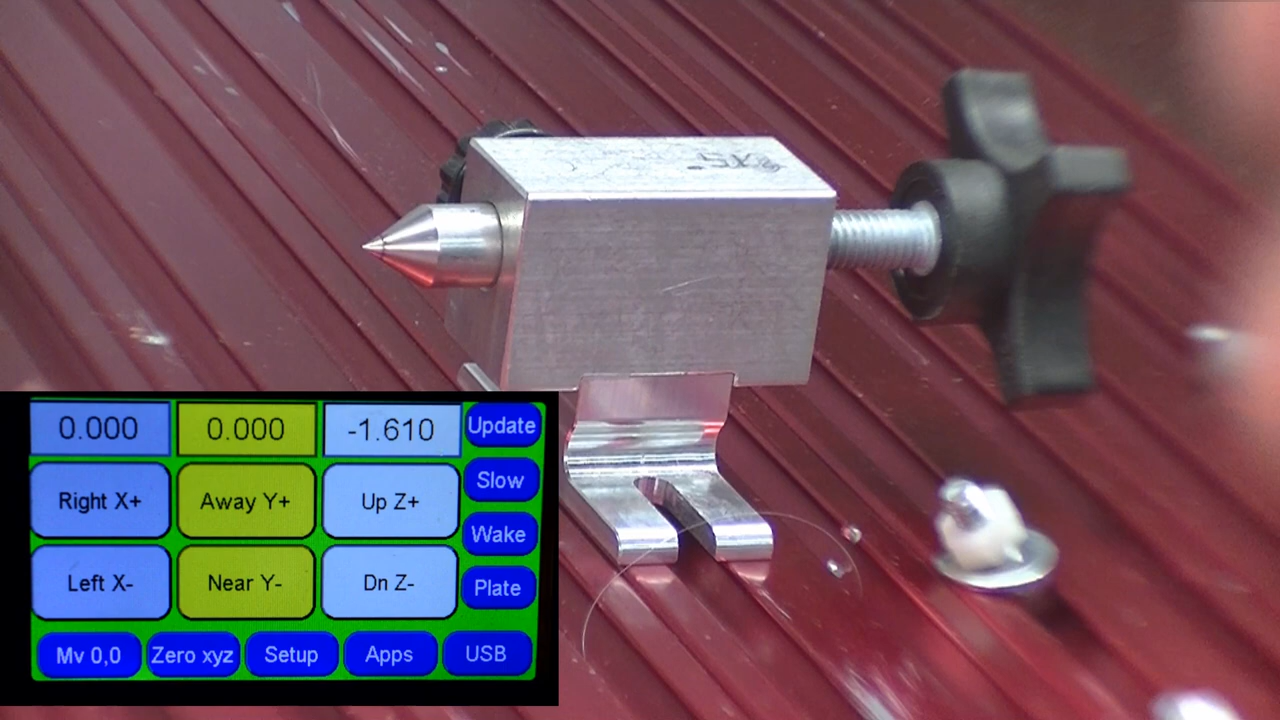 0.000 0.000 -1.610 Update
Right X+ Away Y+ Up Z+ Slow
Wake
Left X- Near Y- Dn Z- Plate
Mv 0,0 Zero xyz Setup Apps USB